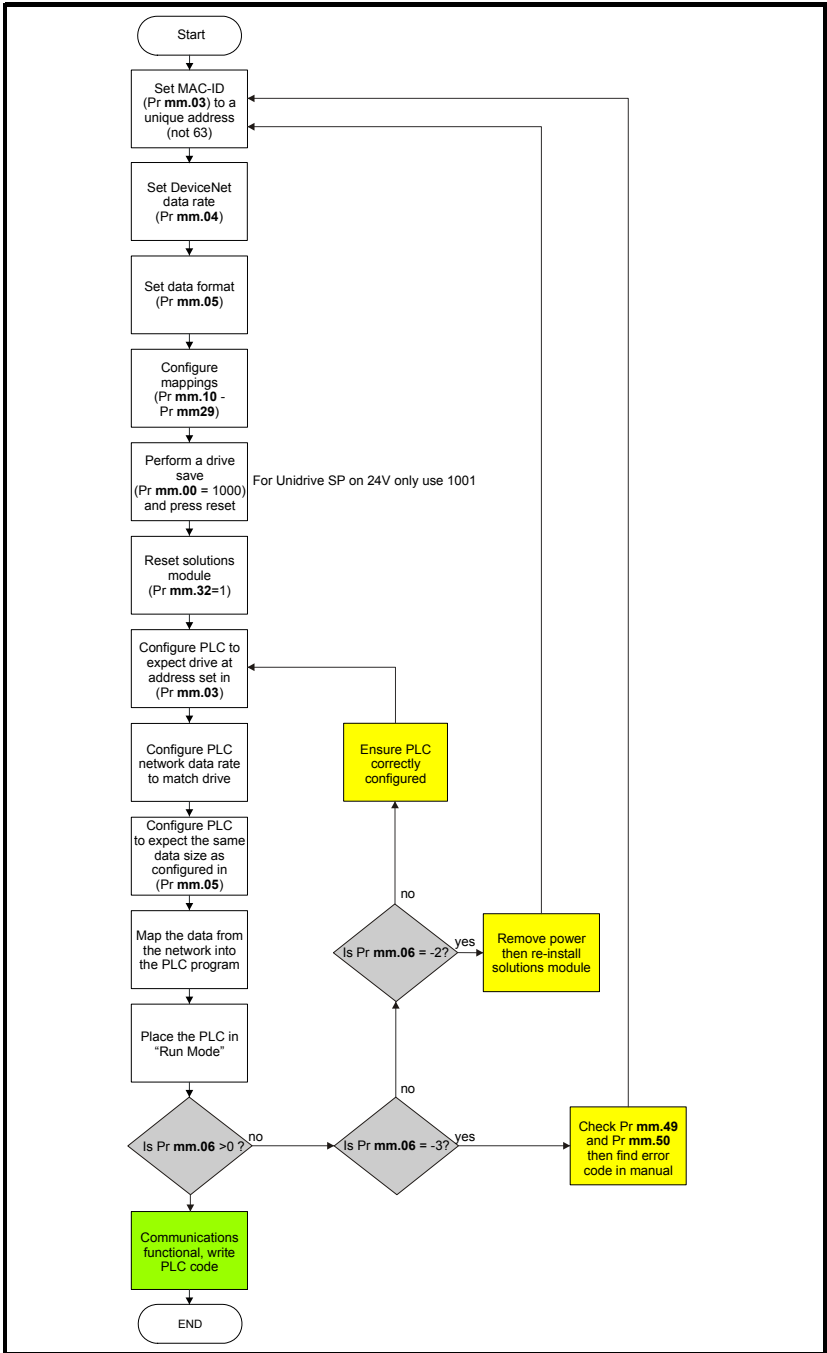 Start
Set MAC-ID
(Pr mm.03) to a
unique address
(not 63)
Set DeviceNet
data rate
(Pr mm.04)
Set data format
(Pr mm.05)
Configure
mappings
(Pr mm.10 -
Pr mm29)
Perform a drive
save
(Pr mm.00 = 1000)
and press reset
For Unidrive SP on 24V only use 1001
Reset solutions
module
(Pr mm.32=1)
Configure PLC to
expect drive at
address set in
(Pr mm.03)
Configure PLC
network data rate
to match drive
Ensure PLC
correctly
configured
Configure PLC
to expect the same
data size as
configured in
(Pr mm.05)
no
Map the data from
the network into
the PLC program
Is Pr mm.06 = -2?
yes
Remove power
then re-install
solutions module
Place the PLC in
“Run Mode”
no
Is Pr mm.06 >0 ?
no
Is Pr mm.06 = -3?
yes
Check Pr mm.49
and Pr mm.50
then find error
code in manual
Communications
functional, write
PLC code
END